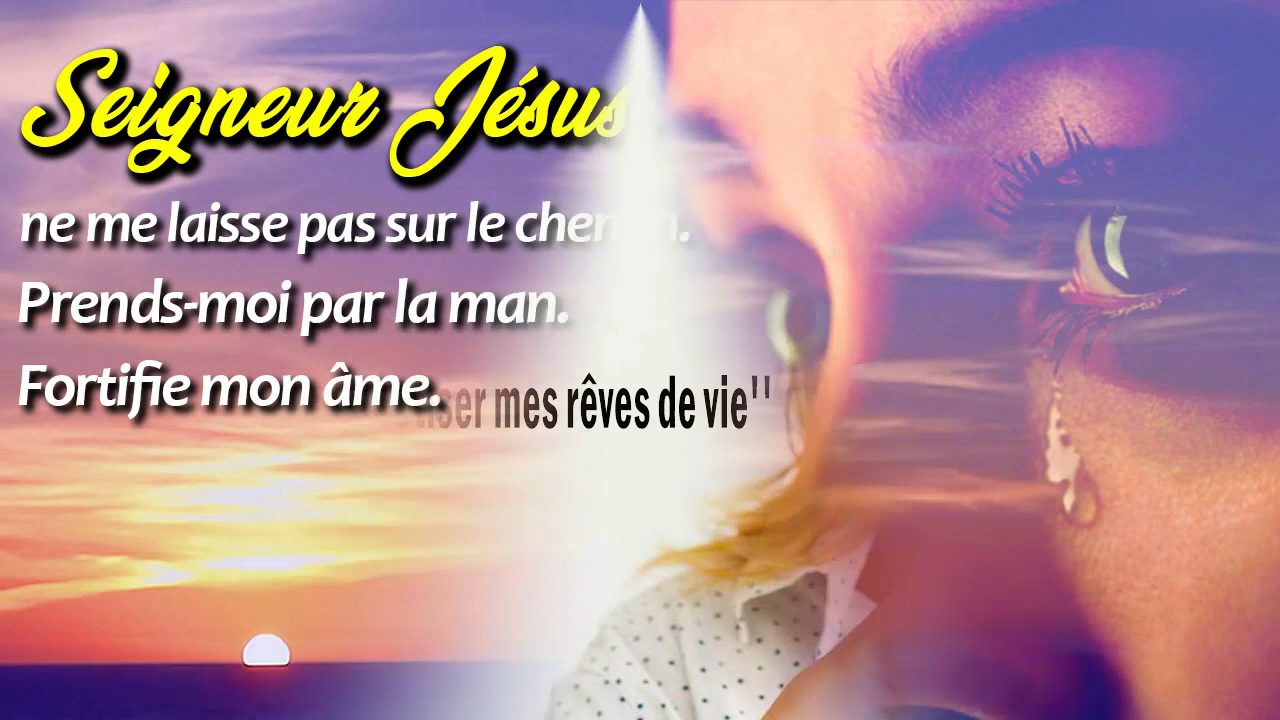 Seigneur Jésus
ne me laisse pas sur le chemin.
Prends-moi par la man.
Fortifie mon âme.
mes rêves de vie"